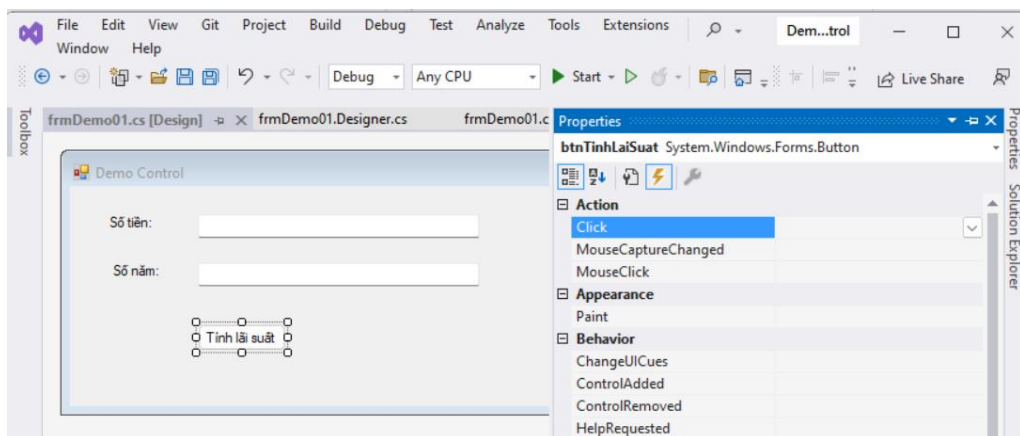 File Edit View Git Project Build Debug Test Analyze Tools Extensions Dem...trol
Window Help
Debug Any CPU Start Live Share
Toolbox
frmDemo01.cs [Design] frmDemo01.Designer.cs frmDemo01.c
Properties
btnTinhLaiSuat System.Windows.Forms.Button
Demo Control
Số tiền:
Số năm:
Tính lãi suất
Action
Click
MouseCaptureChanged
MouseClick
Appearance
Paint
Behavior
ChangeUICues
ControlAdded
ControlRemoved
HelpRequested
Properties
Solution Explorer